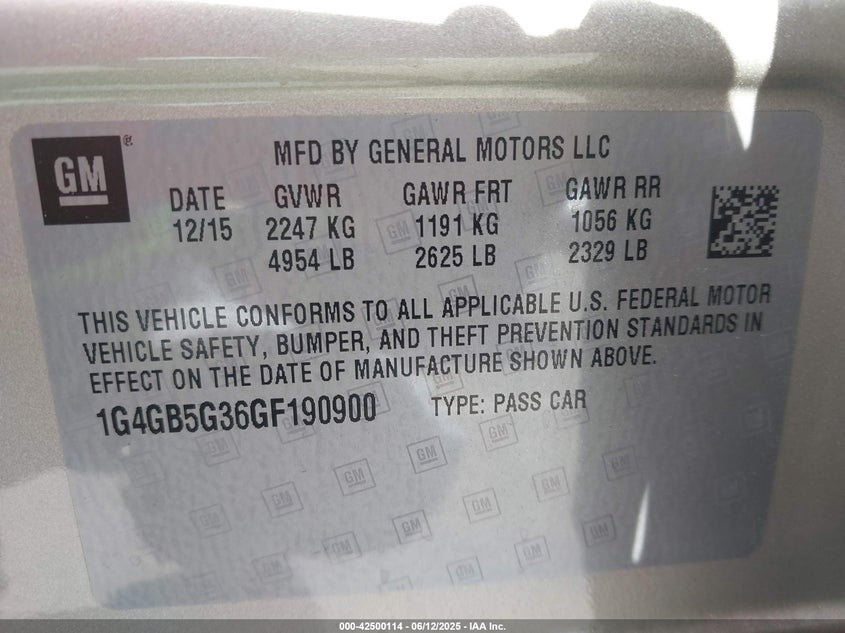 GM
MFD BY GENERAL MOTORS LLC
DATE GVWR GAWR FRT GAWR RR
12/15 2247 KG 1191 KG 1056 KG
4954 LB 2625 LB 2329 LB
THIS VEHICLE CONFORMS TO ALL APPLICABLE U.S. FEDERAL MOTOR
VEHICLE SAFETY, BUMPER, AND THEFT PREVENTION STANDARDS IN
EFFECT ON THE DATE OF MANUFACTURE SHOWN ABOVE.
1G4GB5G36GF190900 TYPE: PASS CAR
000-42500114 - 06/12/2025 - IAA Inc.